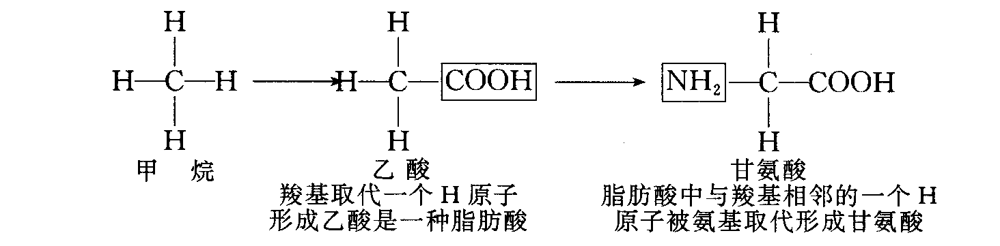 H H H
H—C—H H—C—COOH NH₂—C—COOH
H H H
甲 烷 乙 酸 甘氨酸
羧基取代一个 H 原子 脂肪酸中与羧基相邻的一个 H
形成乙酸是一种脂肪酸 原子被氨基取代形成甘氨酸